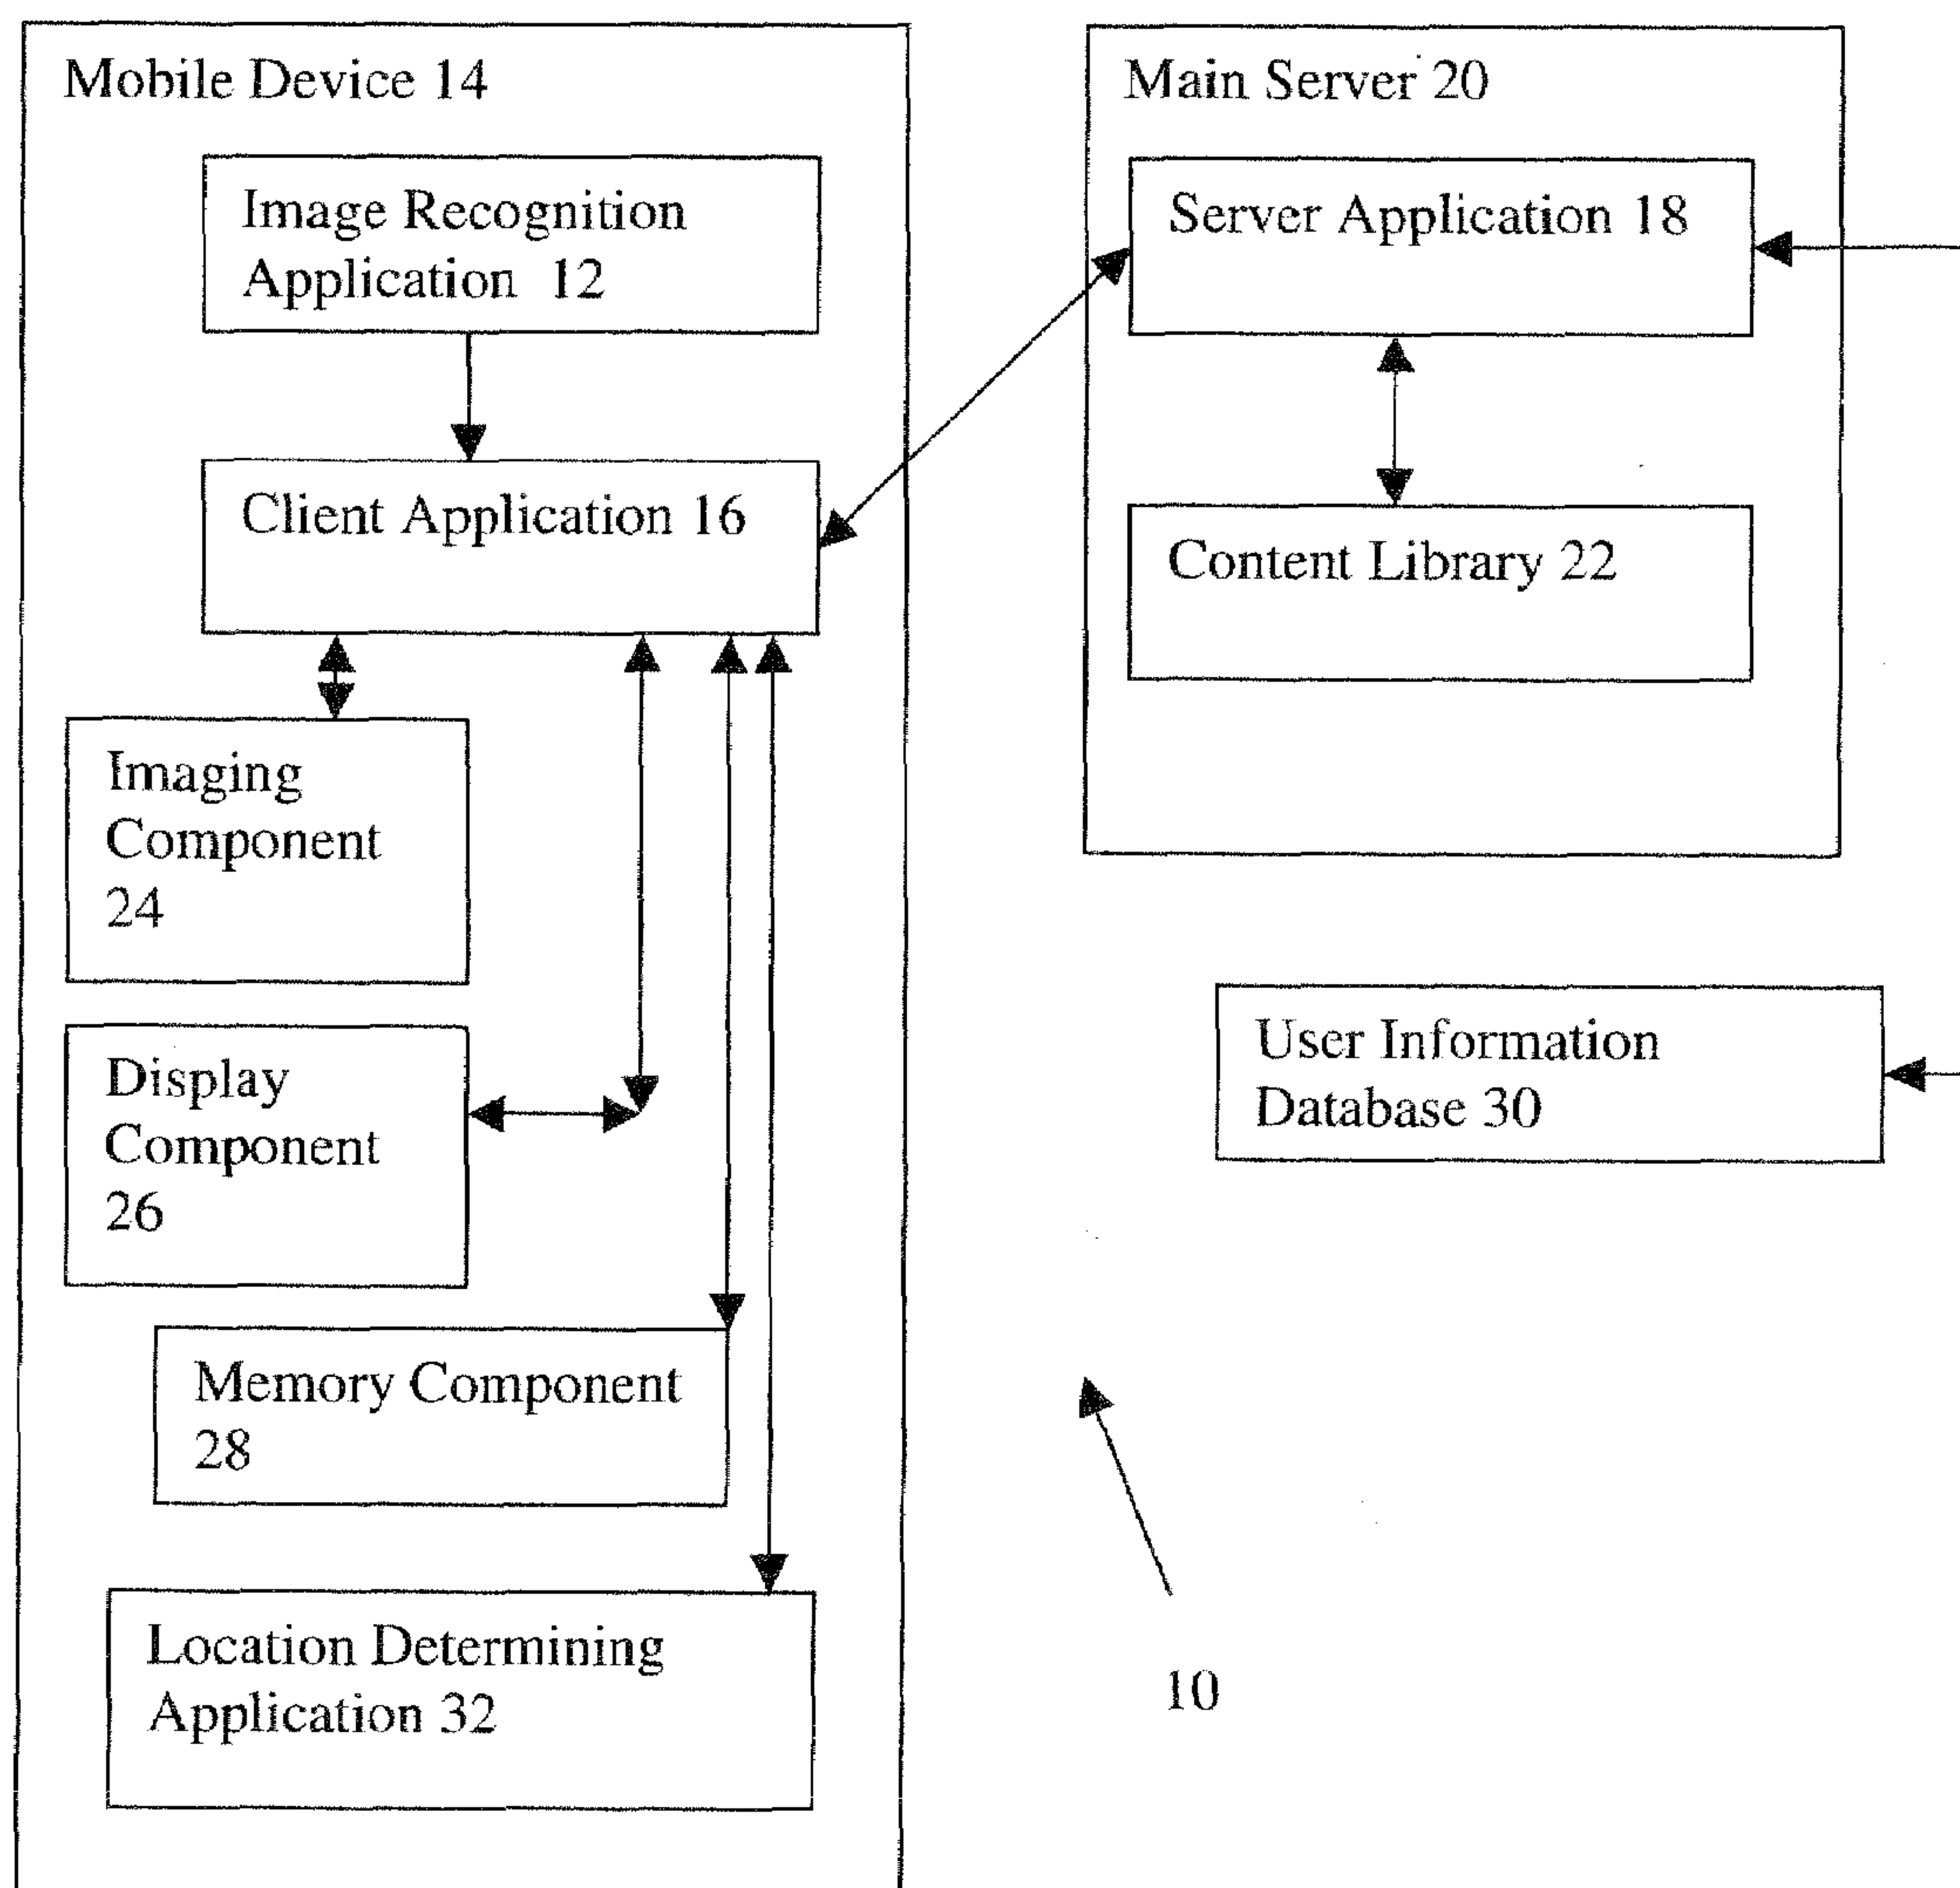 Mobile Device 14
Image Recognition
Application 12
Client Application 16
Imaging
Component
24
Display
Component
26
Memory Component
28
Location Determining
Application 32
Main Server 20
Server Application 18
Content Library 22
User Information
Database 30
10